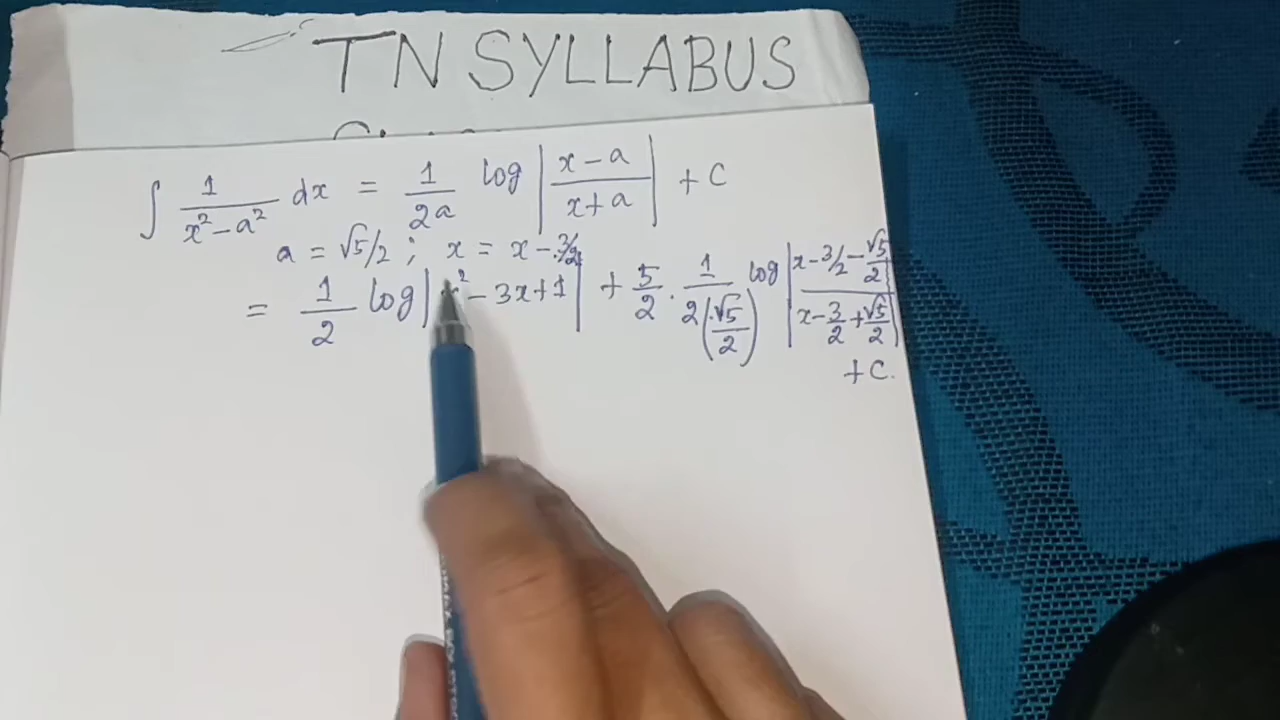 TN SYLLABUS
∫ 1/(x² - a²) dx = 1/2a log |(x - a)/(x + a)| + C
a = √5/2 ; x = x - 3/2
= 1/2 log |x² - 3x + 1| + 5/2 . 1/(2(√5/2)) log |(x - 3/2 - √5/2)/(x - 3/2 + √5/2)|
+ C.